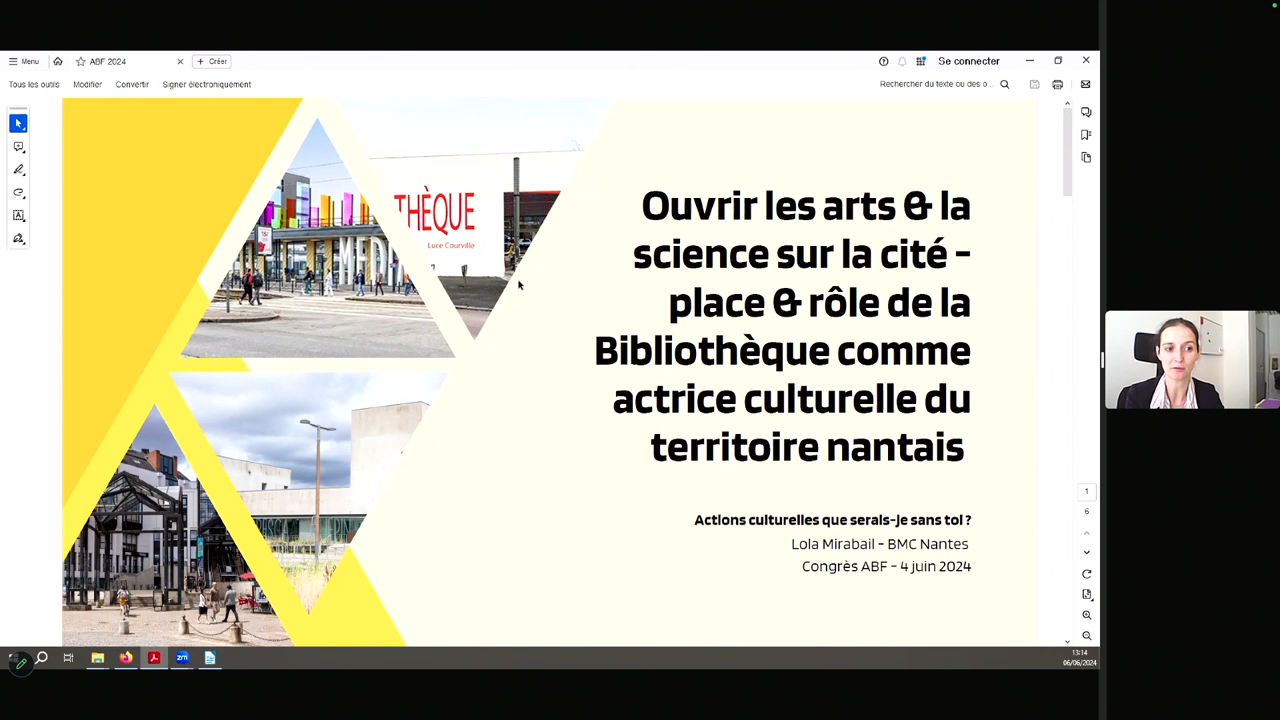 Menu
ABF 2024
Créer
Se connecter
Tous les outils
Modifier
Convertir
Signer électroniquement
Rechercher du texte ou des o...
THÈQUE
Luce Courville
MEDIA
Ouvrir les arts & la
science sur la cité -
place & rôle de la
Bibliothèque comme
actrice culturelle du
territoire nantais
Actions culturelles que serais-je sans toi ?
Lola Mirabail - BMC Nantes
Congrès ABF - 4 juin 2024
1
6
zm
13:14
06/06/2024